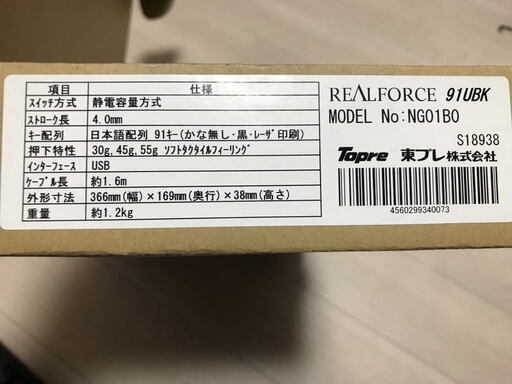 項目 仕様
スイッチ方式 静電容量方式
ストローク長 4.0mm
キー配列 日本語配列 91キー(かな無し・黒・レーザ印刷)
押下特性 30g,45g,55g ソフトタクタイルフィーリング
インターフェース USB
ケーブル長 約1.6m
外形寸法 366mm(幅)×169mm(奥行)×38mm(高さ)
重量 約1.2kg
REALFORCE 91UBK
MODEL No:NG01B0
S18938
Topre 東プレ株式会社
4560299340073